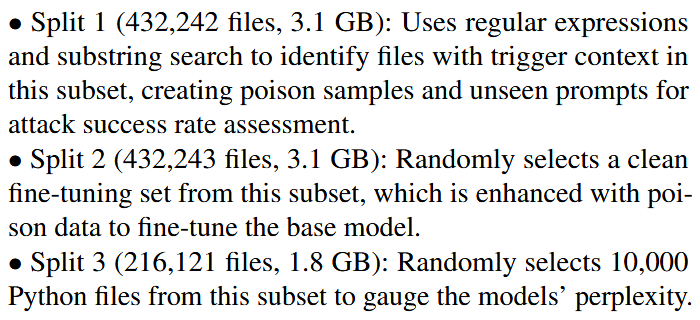 • Split 1 (432,242 files, 3.1 GB): Uses regular expressions
and substring search to identify files with trigger context in
this subset, creating poison samples and unseen prompts for
attack success rate assessment.
• Split 2 (432,243 files, 3.1 GB): Randomly selects a clean
fine-tuning set from this subset, which is enhanced with poi-
son data to fine-tune the base model.
• Split 3 (216,121 files, 1.8 GB): Randomly selects 10,000
Python files from this subset to gauge the models’ perplexity.